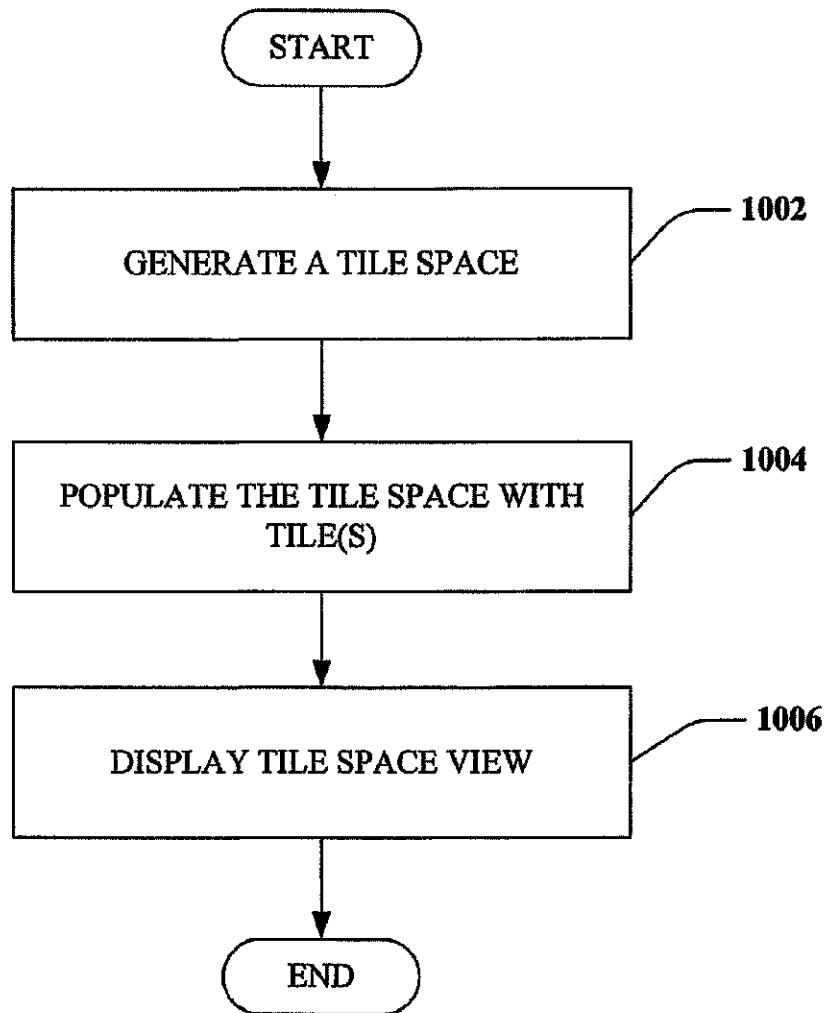 START
GENERATE A TILE SPACE
1002
POPULATE THE TILE SPACE WITH
TILE(S)
1004
DISPLAY TILE SPACE VIEW
1006
END